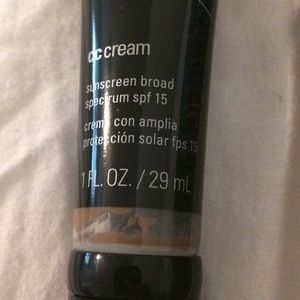 cc cream
sunscreen broad
spectrum spf 15
crema con amplia
protección solar fps 15
1 FL. OZ. / 29 mL